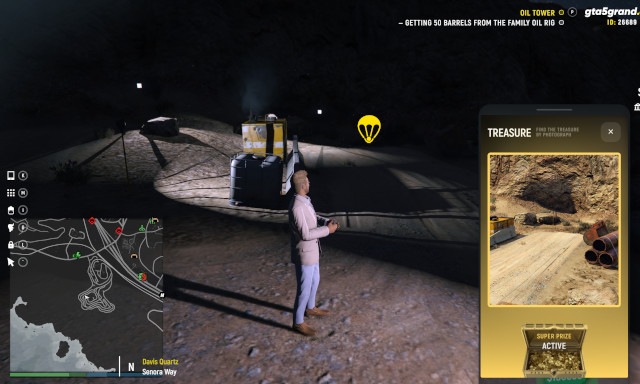 OIL TOWER
P
gta5grand.
– GETTING 50 BARRELS FROM THE FAMILY OIL RIG
ID: 26689
TREASURE
FIND THE TREASURE
BY PHOTOGRAPH
K
M
I
L
N
Davis Quartz
Senora Way
SUPER PRIZE
ACTIVE